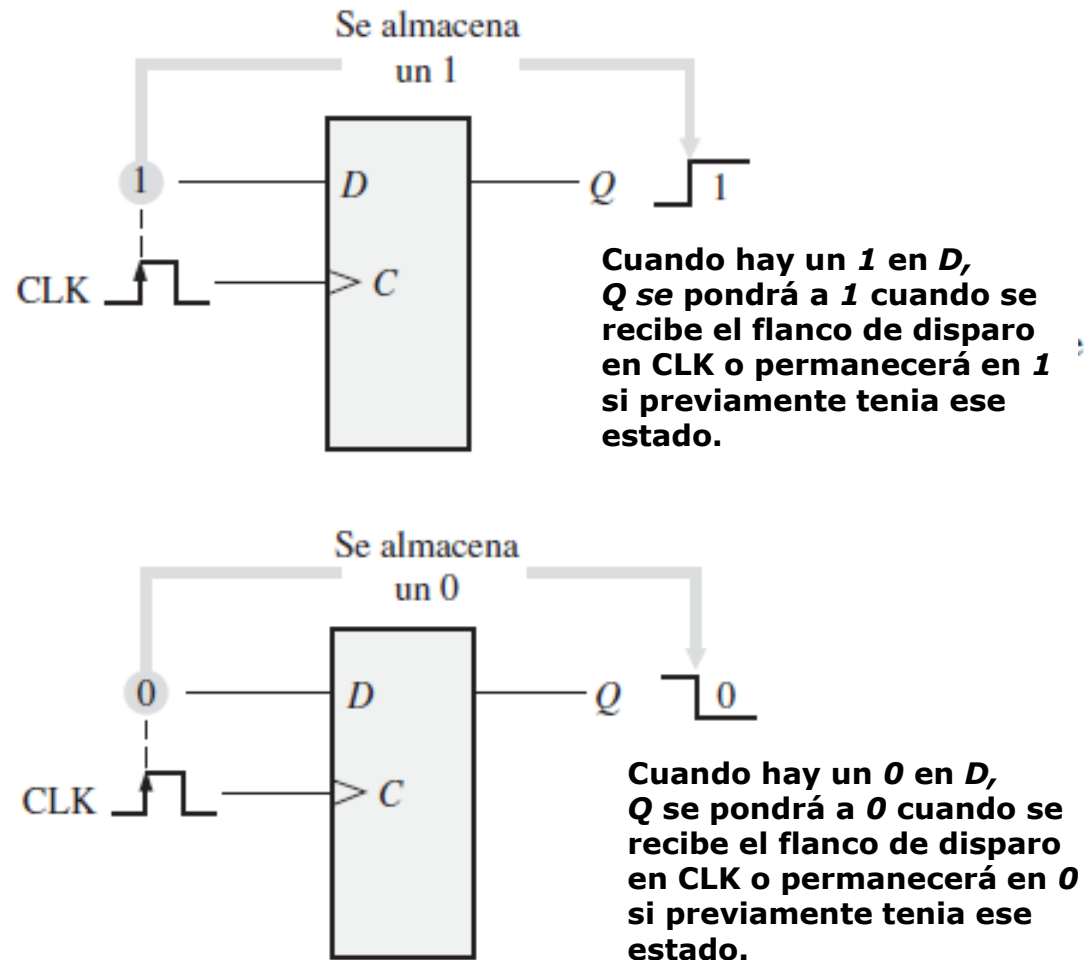 Se almacena
un 1
1
D
Q
1
CLK
C
Cuando hay un 1 en D,
Q se pondrá a 1 cuando se
recibe el flanco de disparo
en CLK o permanecerá en 1
si previamente tenia ese
estado.
Se almacena
un 0
0
D
Q
0
CLK
C
Cuando hay un 0 en D,
Q se pondrá a 0 cuando se
recibe el flanco de disparo
en CLK o permanecerá en 0
si previamente tenia ese
estado.